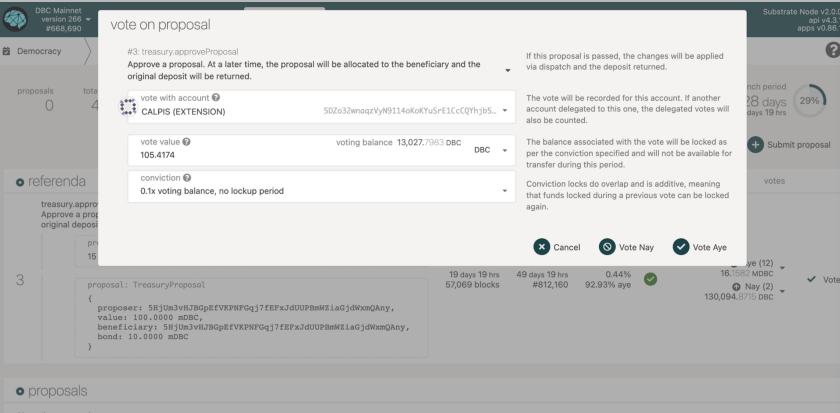 DBC Mainnet
version 266
#668,690
Substrate Node v2.0.0
api v4.3.
apps v0.86.
Democracy
vote on proposal
#3: treasury.approveProposal
Approve a proposal. At a later time, the proposal will be allocated to the beneficiary and the
original deposit will be returned.
If this proposal is passed, the changes will be applied
via dispatch and the deposit returned.
vote with account
CALPIS (EXTENSION)
The vote will be recorded for this account. If another
account delegated to this one, the delegated votes will
also be counted.
vote value
105.4174
voting balance 13,027.7983 DBC
DBC
The balance associated with the vote will be locked as
per the conviction specified and will not be available for
transfer during this period.
conviction
0.1x voting balance, no lockup period
Conviction locks do overlap and is additive, meaning
that funds locked during a previous vote can be locked
again.
Cancel
Vote Nay
Vote Aye
proposals
0
total
4
nch period
28 days
days 19 hrs
29%
Submit proposal
referenda
votes
treasury.approv
Approve a prop
original deposi
pr
15
3
proposal: TreasuryProposal
{
proposer: 5HjUm3vHJBGpEfVKPNFGqj7fEFxJdUUPBmWZiaGjdWxmQAny,
value: 100.0000 mDBC,
beneficiary: 5HjUm3vHJBGpEfVKPNFGqj7fEFxJdUUPBmWZiaGjdWxmQAny,
bond: 10.0000 mDBC
}
19 days 19 hrs
57,069 blocks
49 days 19 hrs
#812,160
0.44%
92.93% aye
Aye (12)
16.1582 MDBC
Nay (2)
130,094.8715 DBC
Vote
proposals